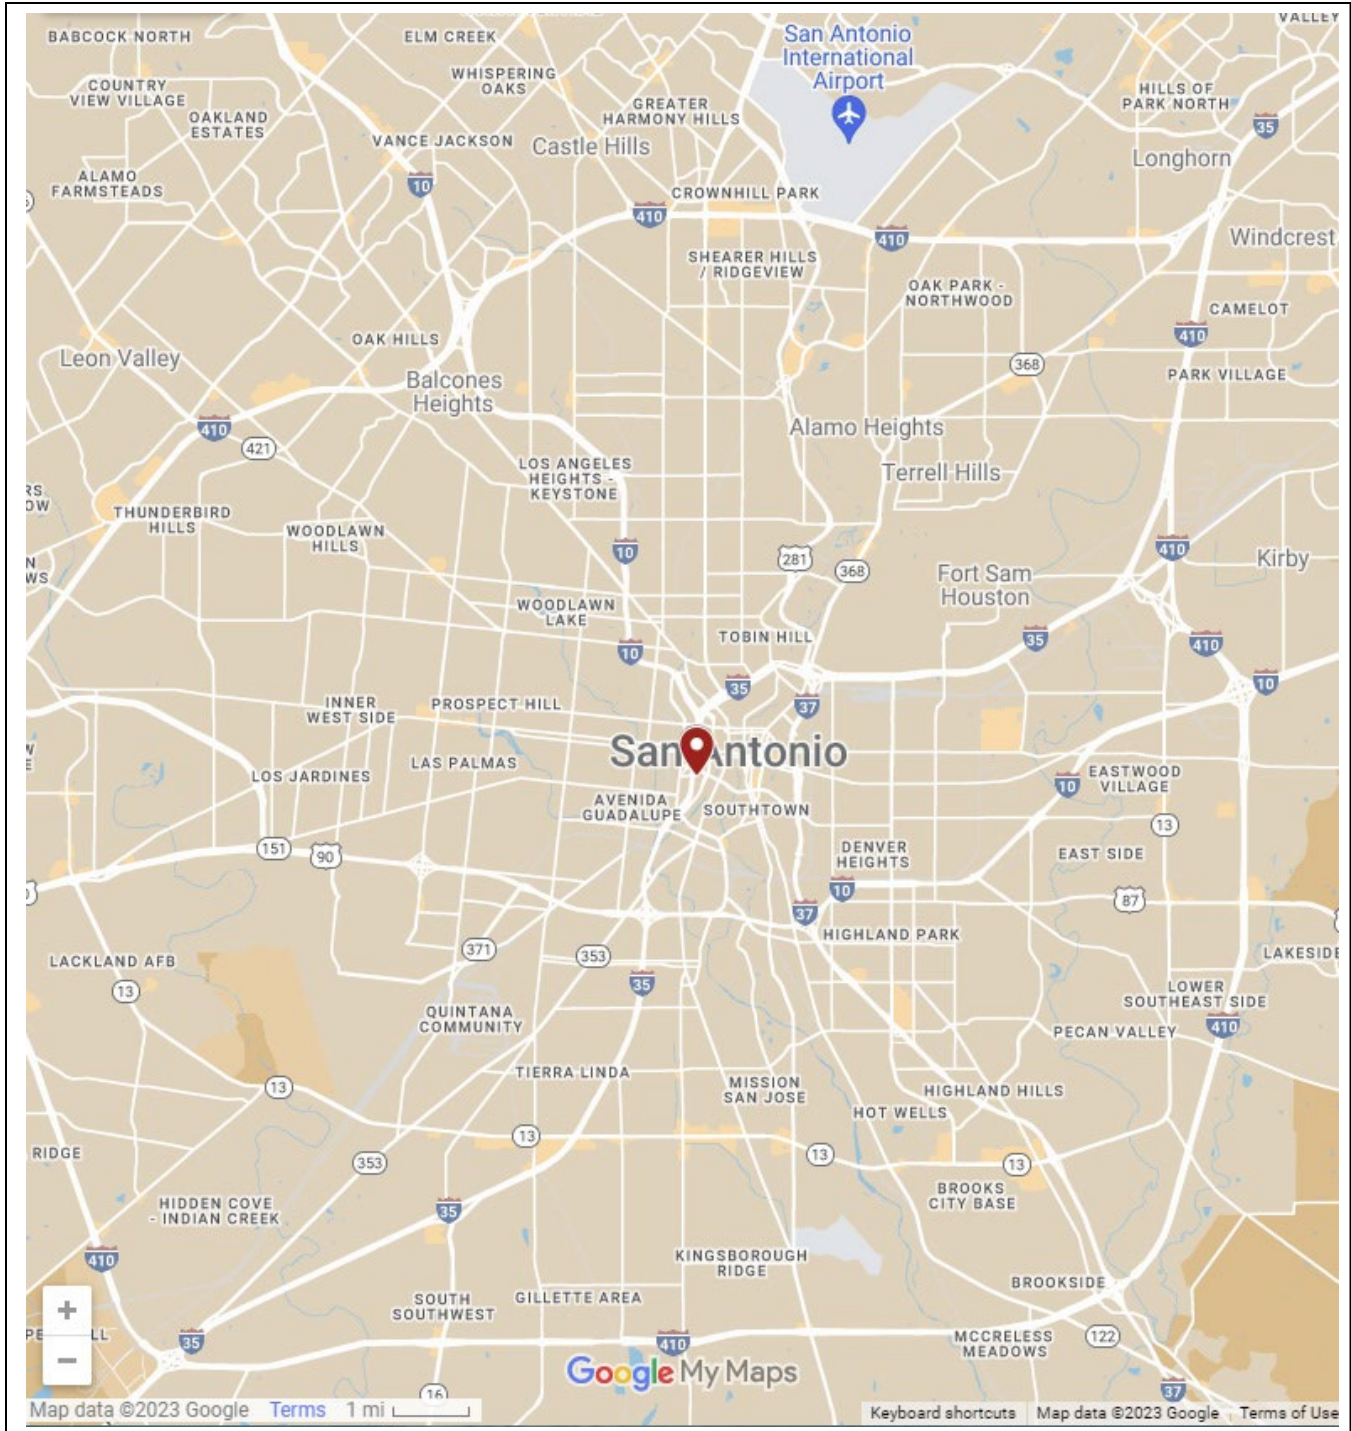 VALLEY
BABCOCK NORTH
ELM CREEK
San Antonio
International
Airport
WHISPERING
OAKS
COUNTRY
VIEW VILLAGE
HILLS OF
PARK NORTH
GREATER
HARMONY HILLS
OAKLAND
ESTATES
35
VANCE JACKSON
Castle Hills
Longhorn
ALAMO
FARMSTEADS
10
CROWNHILL PARK
410
410
Windcrest
SHEARER HILLS
/ RIDGEVIEW
OAK PARK -
NORTHWOOD
CAMELOT
410
OAK HILLS
Leon Valley
368
PARK VILLAGE
Balcones
Heights
410
Alamo Heights
421
LOS ANGELES
HEIGHTS -
KEYSTONE
Terrell Hills
RS
OW
THUNDERBIRD
HILLS
WOODLAWN
HILLS
10
281
368
410
Kirby
N
WS
Fort Sam
Houston
WOODLAWN
LAKE
TOBIN HILL
35
10
410
35
10
37
INNER
WEST SIDE
PROSPECT HILL
San Antonio
LOS JARDINES
LAS PALMAS
10
EASTWOOD
VILLAGE
AVENIDA
GUADALUPE
SOUTHTOWN
13
151
90
DENVER
HEIGHTS
EAST SIDE
10
87
37
HIGHLAND PARK
371
353
LAKESIDE
LACKLAND AFB
13
35
LOWER
SOUTHEAST SIDE
QUINTANA
COMMUNITY
410
PECAN VALLEY
TIERRA LINDA
13
MISSION
SAN JOSE
HIGHLAND HILLS
HOT WELLS
13
RIDGE
353
13
13
HIDDEN COVE
- INDIAN CREEK
35
BROOKS
CITY BASE
410
KINGSBOROUGH
RIDGE
BROOKSIDE
+
SOUTH
SOUTHWEST
GILLETTE AREA
PE
LL
35
410
MCCRELESS
MEADOWS
122
−
Google My Maps
37
16
Map data ©2023 Google Terms 1 mi
Keyboard shortcuts Map data ©2023 Google Terms of Use